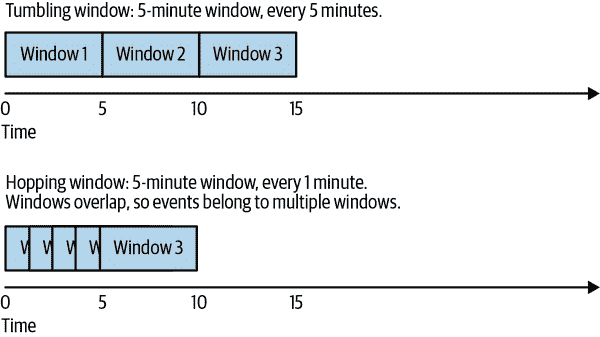 Tumbling window: 5-minute window, every 5 minutes.
Window 1 Window 2 Window 3
0 5 10 15
Time
Hopping window: 5-minute window, every 1 minute.
Windows overlap, so events belong to multiple windows.
W W W W Window 3
0 5 10 15
Time